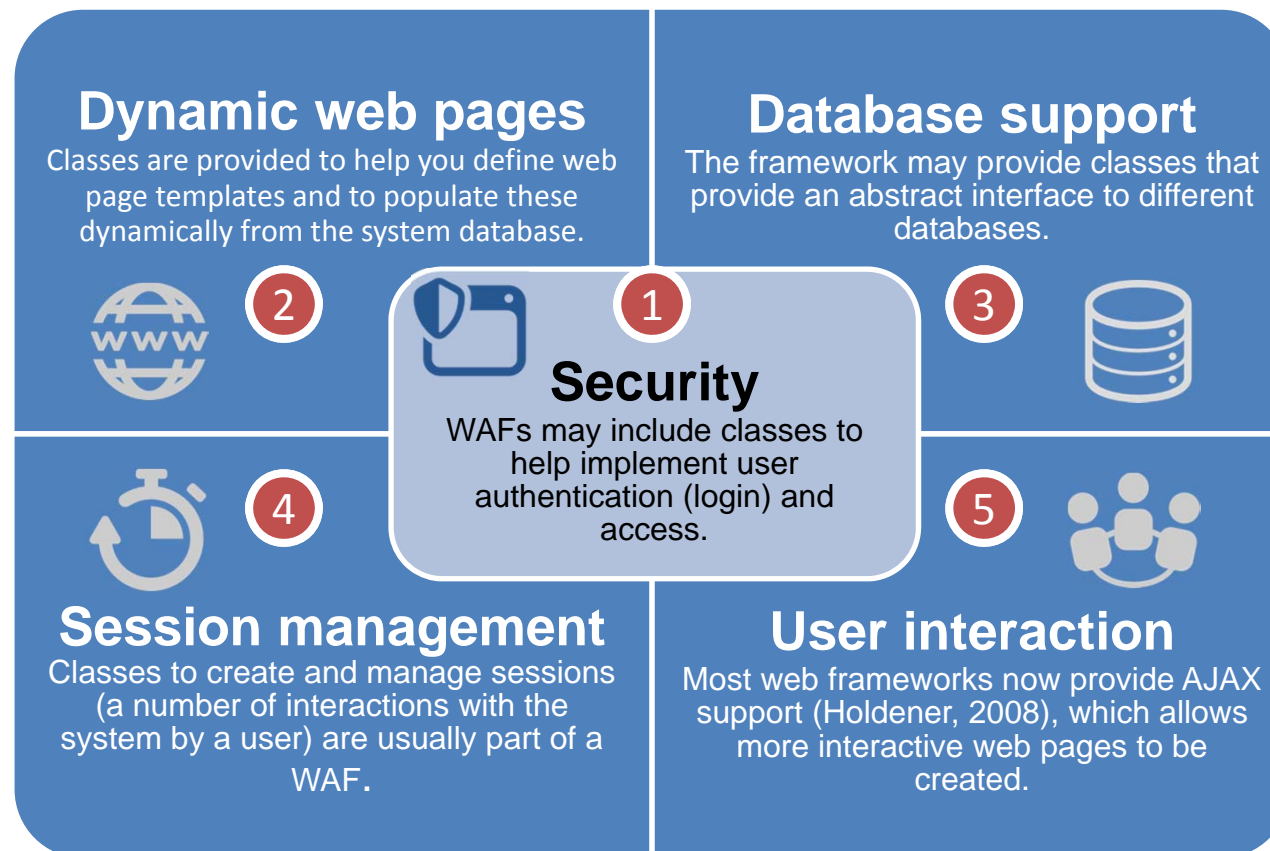 Dynamic web pages
Classes are provided to help you define web
page templates and to populate these
dynamically from the system database.
2
WWW
Database support
The framework may provide classes that
provide an abstract interface to different
databases.
3
1
Security
WAFs may include classes to
help implement user
authentication (login) and
access.
4
Session management
Classes to create and manage sessions
(a number of interactions with the
system by a user) are usually part of a
WAF.
5
User interaction
Most web frameworks now provide AJAX
support (Holdener, 2008), which allows
more interactive web pages to be
created.